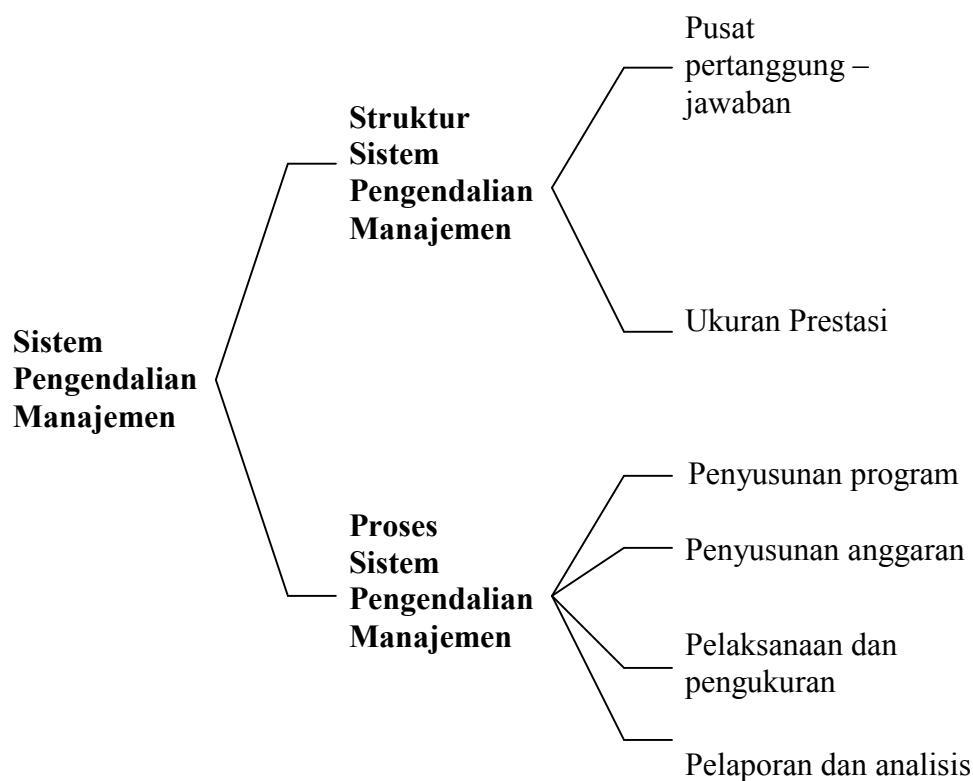 Sistem
Pengendalian
Manajemen
Struktur
Sistem
Pengendalian
Manajemen
Pusat
pertanggung –
jawaban
Ukuran Prestasi
Proses
Sistem
Pengendalian
Manajemen
Penyusunan program
Penyusunan anggaran
Pelaksanaan dan
pengukuran
Pelaporan dan analisis